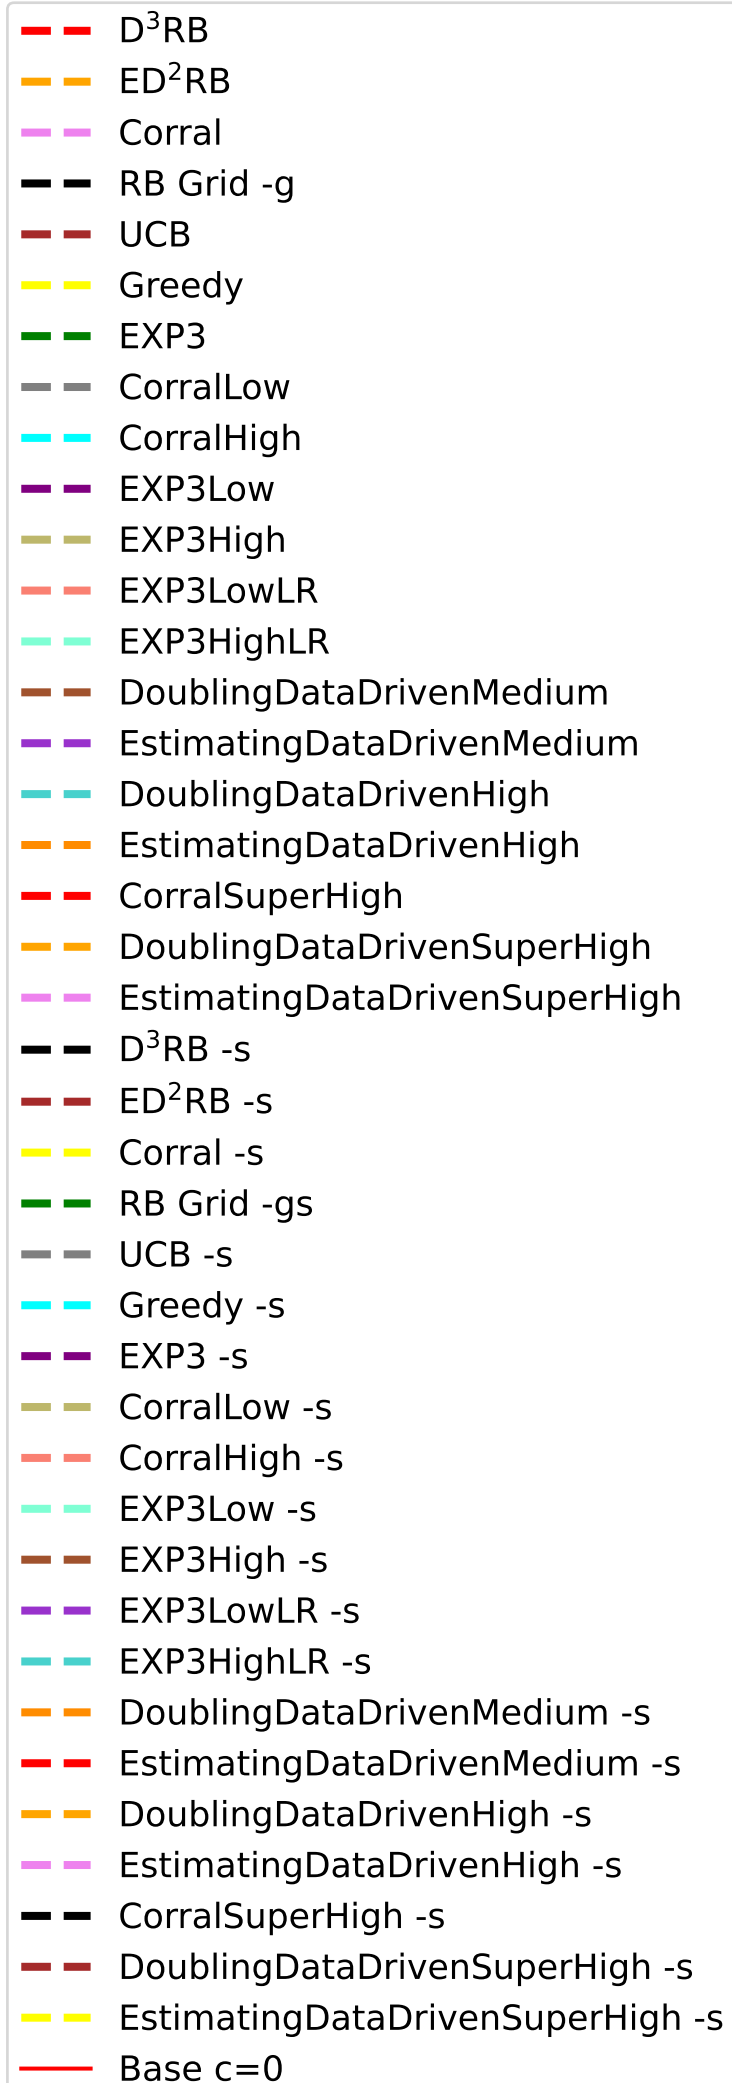 D³RB
ED²RB
Corral
RB Grid -g
UCB
Greedy
EXP3
CorralLow
CorralHigh
EXP3Low
EXP3High
EXP3LowLR
EXP3HighLR
DoublingDataDrivenMedium
EstimatingDataDrivenMedium
DoublingDataDrivenHigh
EstimatingDataDrivenHigh
CorralSuperHigh
DoublingDataDrivenSuperHigh
EstimatingDataDrivenSuperHigh
D³RB -s
ED²RB -s
Corral -s
RB Grid -gs
UCB -s
Greedy -s
EXP3 -s
CorralLow -s
CorralHigh -s
EXP3Low -s
EXP3High -s
EXP3LowLR -s
EXP3HighLR -s
DoublingDataDrivenMedium -s
EstimatingDataDrivenMedium -s
DoublingDataDrivenHigh -s
EstimatingDataDrivenHigh -s
CorralSuperHigh -s
DoublingDataDrivenSuperHigh -s
EstimatingDataDrivenSuperHigh -s
Base c=0